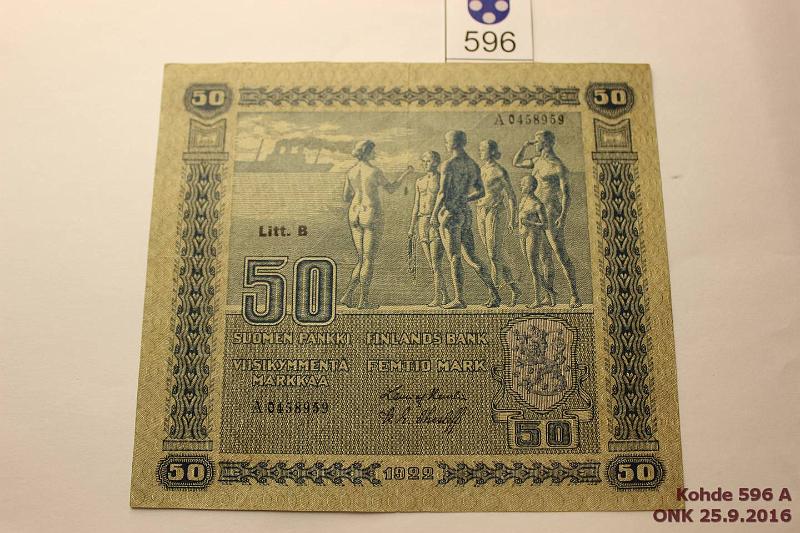 596
50 50
A 0458959
Litt. B
50
SUOMEN PANKKI FINLANDS BANK
VIISIKYMMENTÄ FEMTIO MARK
MARKKAA
A 0458959
50
50 1922 50
Kohde 596 A
ONK 25.9.2016